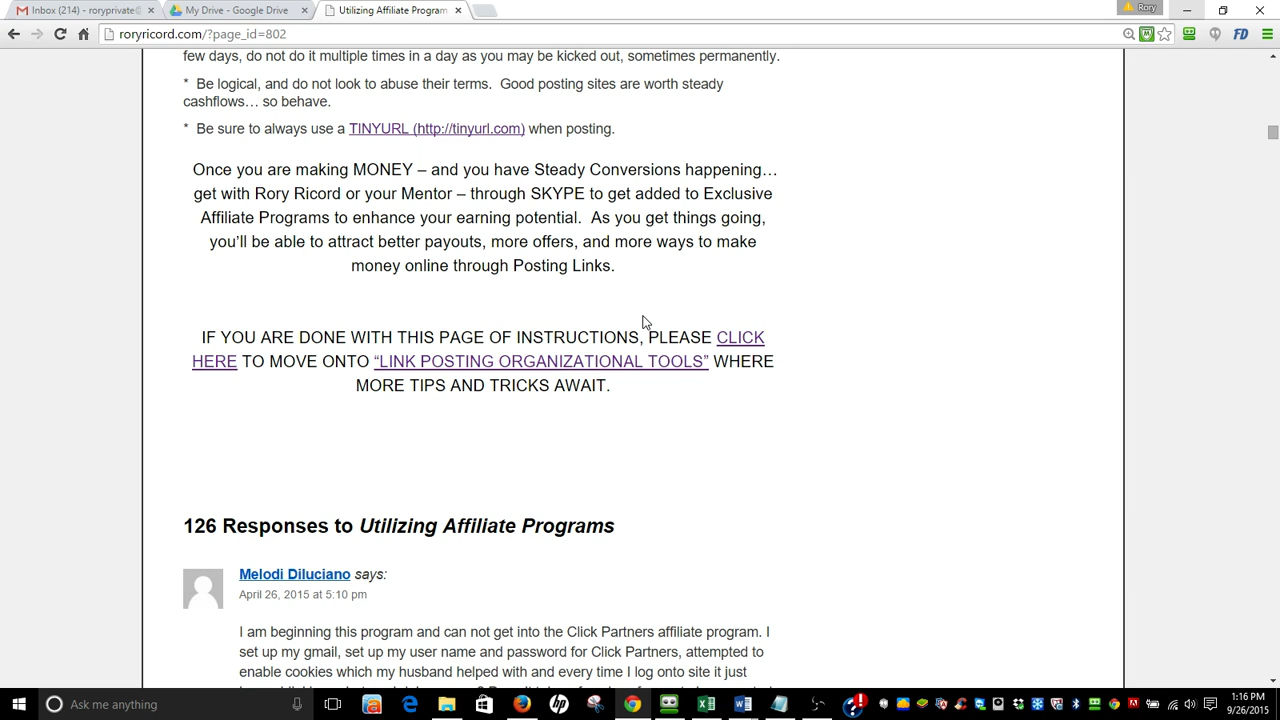 Inbox (214) - roryprivate@
My Drive - Google Drive
Utilizing Affiliate Program
Rory
roryricord.com/?page_id=802
few days, do not do it multiple times in a day as you may be kicked out, sometimes permanently.
* Be logical, and do not look to abuse their terms. Good posting sites are worth steady
cashflows… so behave.
* Be sure to always use a TINYURL (http://tinyurl.com) when posting.
Once you are making MONEY – and you have Steady Conversions happening…
get with Rory Ricord or your Mentor – through SKYPE to get added to Exclusive
Affiliate Programs to enhance your earning potential. As you get things going,
you'll be able to attract better payouts, more offers, and more ways to make
money online through Posting Links.
IF YOU ARE DONE WITH THIS PAGE OF INSTRUCTIONS, PLEASE CLICK
HERE TO MOVE ONTO “LINK POSTING ORGANIZATIONAL TOOLS” WHERE
MORE TIPS AND TRICKS AWAIT.
126 Responses to Utilizing Affiliate Programs
Melodi Diluciano says:
April 26, 2015 at 5:10 pm
I am beginning this program and can not get into the Click Partners affiliate program. I
set up my gmail, set up my user name and password for Click Partners, attempted to
enable cookies which my husband helped with and every time I log onto site it just
Ask me anything
1:16 PM
9/26/2015